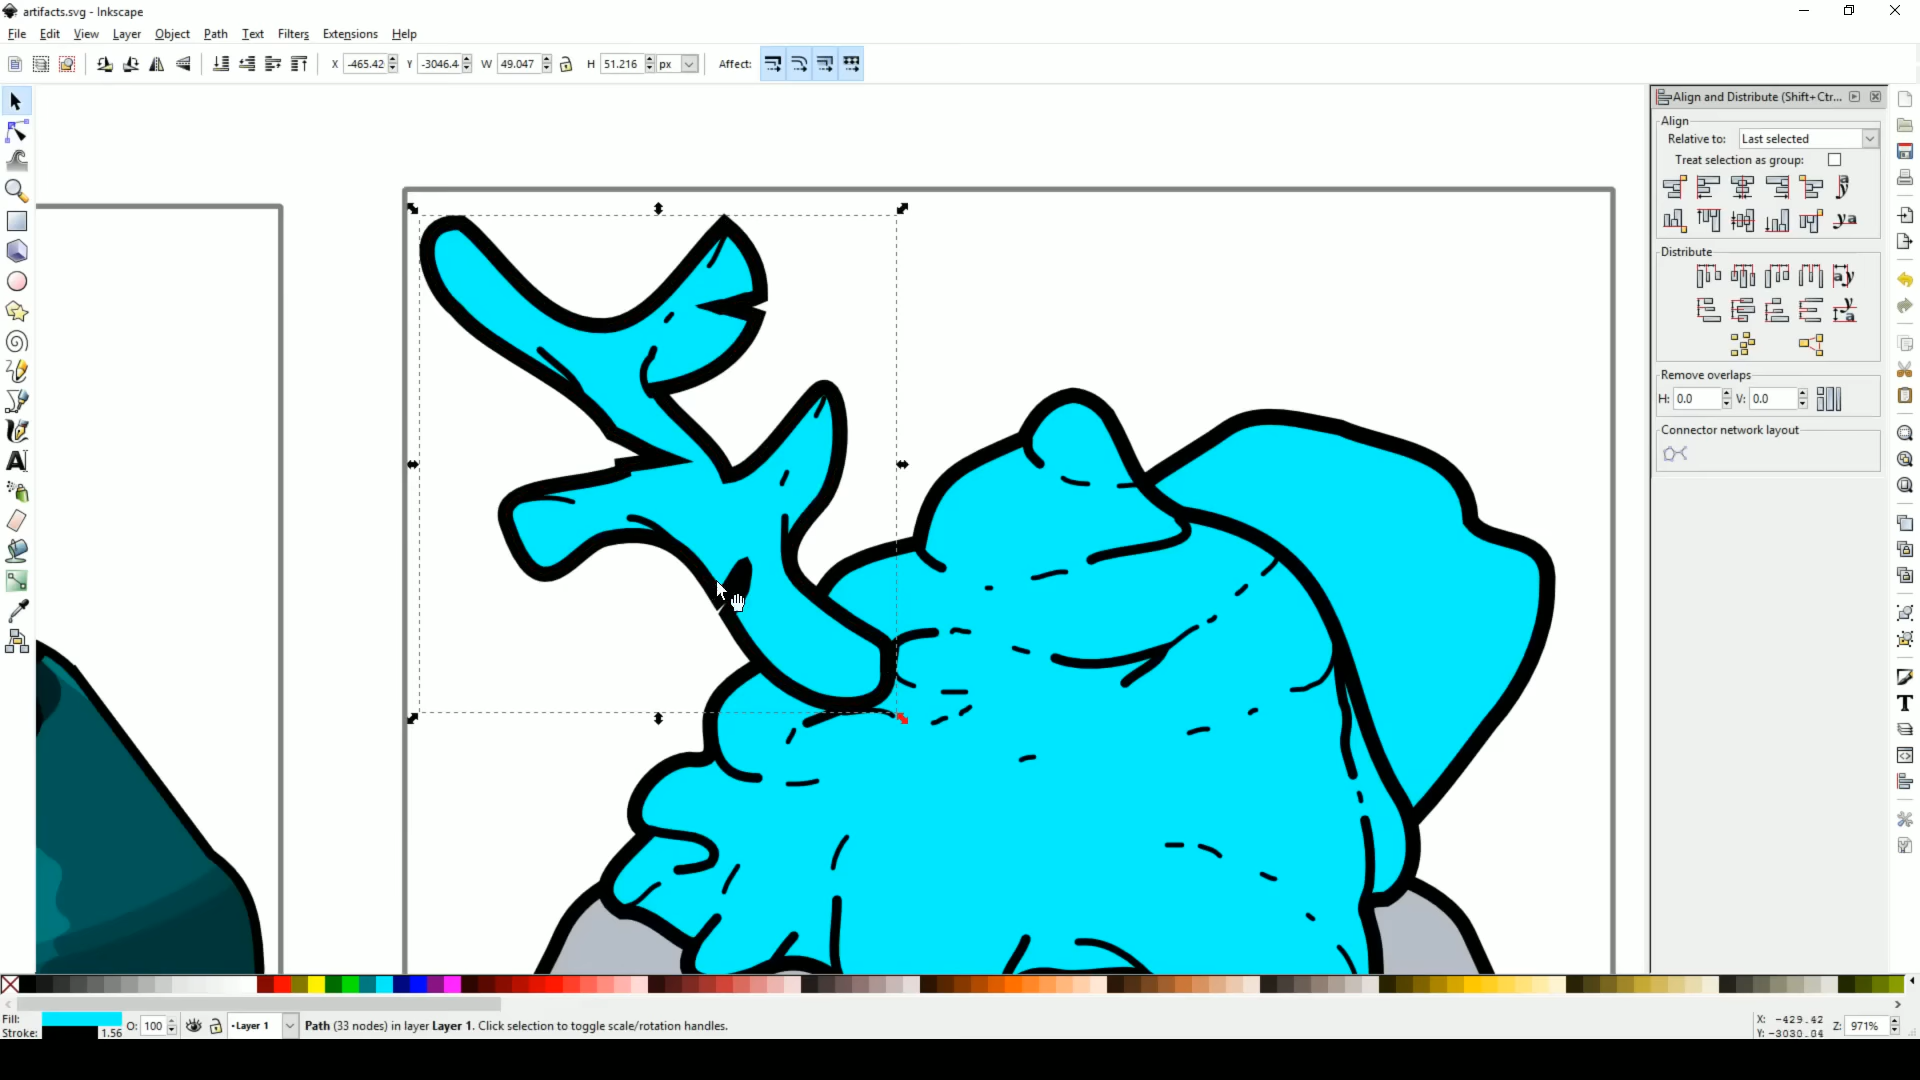 artifacts.svg - Inkscape
File Edit View Layer Object Path Text Filters Extensions Help
X -465.42 Y -3046.4 W 49.047 H 51.216 px Affect:
Align and Distribute (Shift+Ctr...
Align
Relative to: Last selected
Treat selection as group:
Distribute
Remove overlaps
H: 0.0 V: 0.0
Connector network layout
Fill:
Stroke: 1.56 O: 100 •Layer 1 Path (33 nodes) in layer Layer 1. Click selection to toggle scale/rotation handles.
X: -429.42
Y: -3030.04
Z: 971%